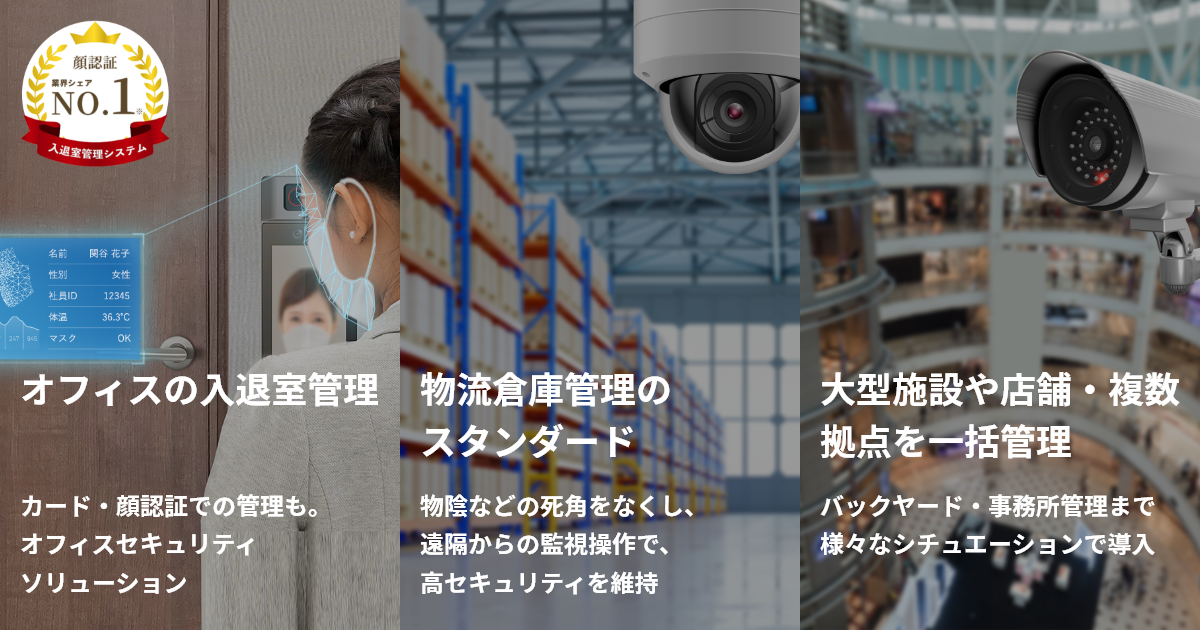 顔認証
業界シェア
NO.1※
入退室管理システム
名前 関谷 花子
性別 女性
社員ID 12345
体温 36.3℃
マスク OK
247 945
オフィスの入退室管理
カード・顔認証での管理も。
オフィスセキュリティ
ソリューション
物流倉庫管理の
スタンダード
物陰などの死角をなくし、
遠隔からの監視操作で、
高セキュリティを維持
大型施設や店舗・複数
拠点を一括管理
バックヤード・事務所管理まで
様々なシチュエーションで導入